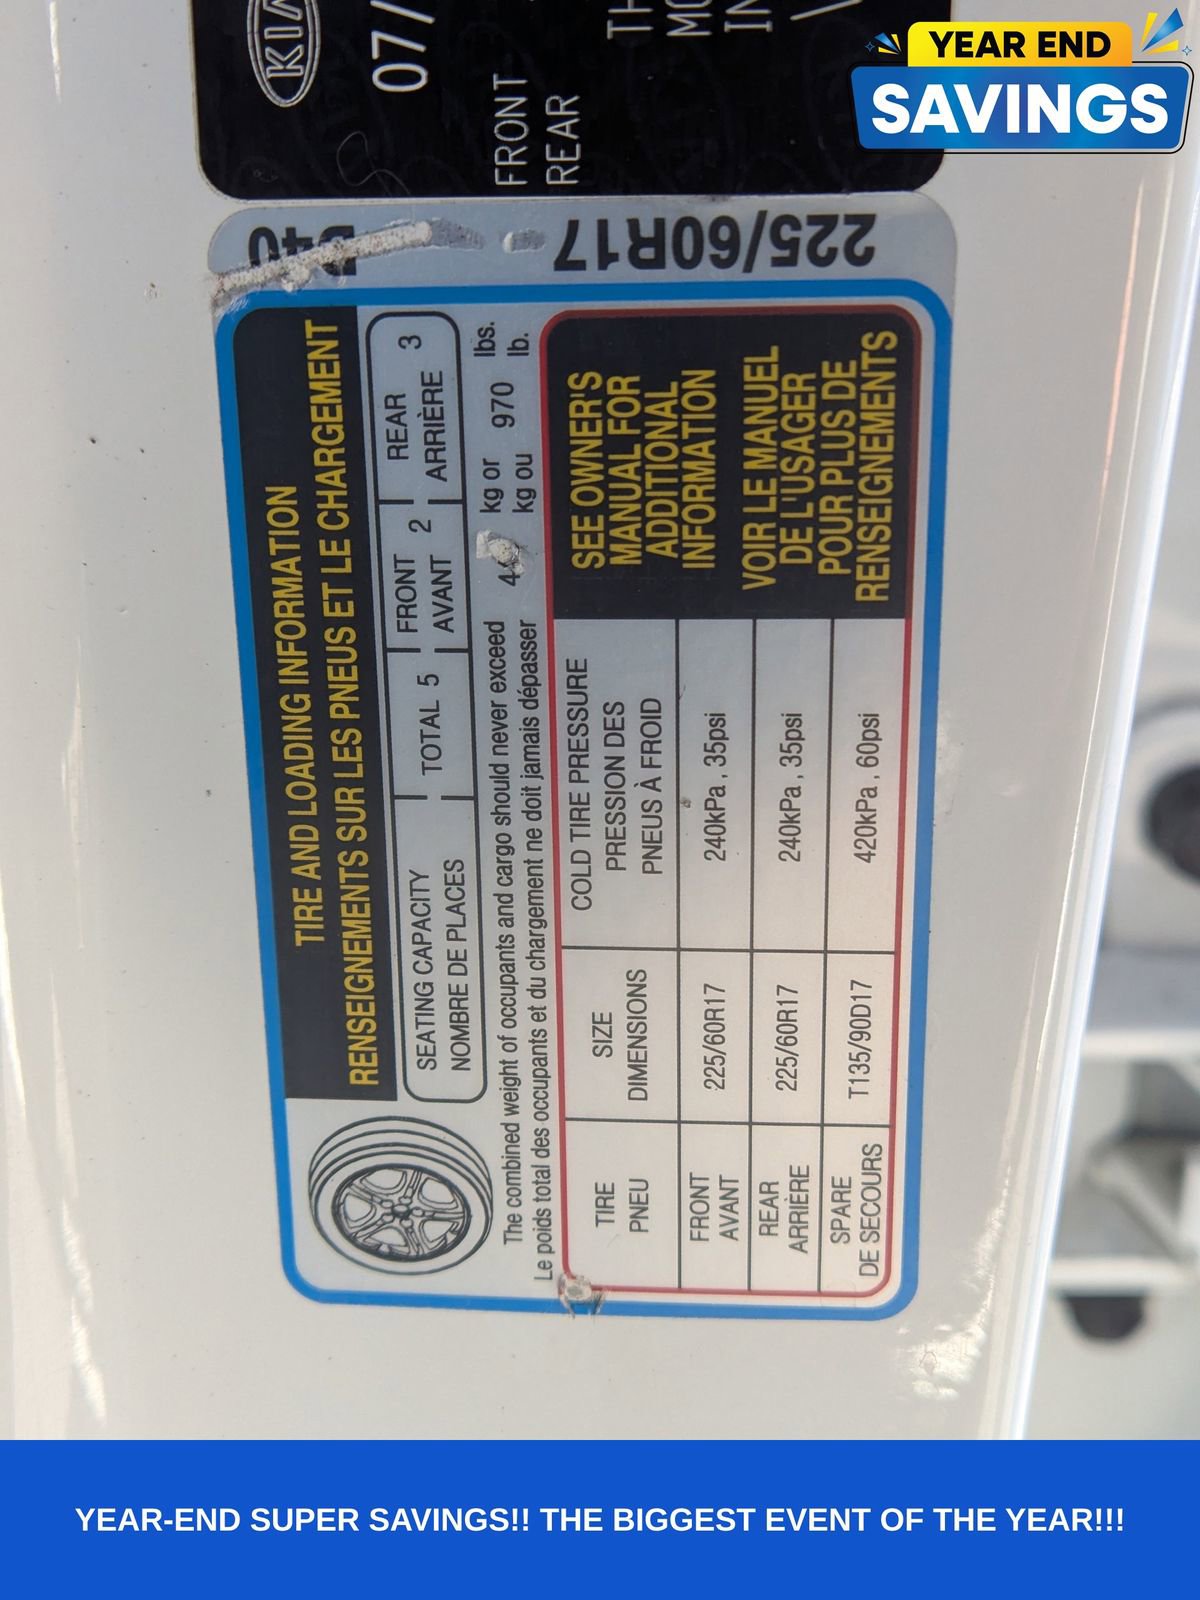 YEAR END
SAVINGS
KIA
07/
FRONT
REAR
225/60R17
TIRE AND LOADING INFORMATION
RENSEIGNEMENTS SUR LES PNEUS ET LE CHARGEMENT
SEATING CAPACITY
NOMBRE DE PLACES
TOTAL 5
FRONT
AVANT 2
REAR
ARRIÈRE 3
The combined weight of occupants and cargo should never exceed kg or 970 lbs.
Le poids total des occupants et du chargement ne doit jamais dépasser kg ou lb.
TIRE
PNEU
SIZE
DIMENSIONS
COLD TIRE PRESSURE
PRESSION DES
PNEUS À FROID
SEE OWNER'S
MANUAL FOR
ADDITIONAL
INFORMATION
VOIR LE MANUEL
DE L'USAGER
POUR PLUS DE
RENSEIGNEMENTS
FRONT
AVANT
225/60R17
240kPa, 35psi
REAR
ARRIÈRE
225/60R17
240kPa, 35psi
SPARE
DE SECOURS
T135/90D17
420kPa, 60psi
YEAR-END SUPER SAVINGS!! THE BIGGEST EVENT OF THE YEAR!!!